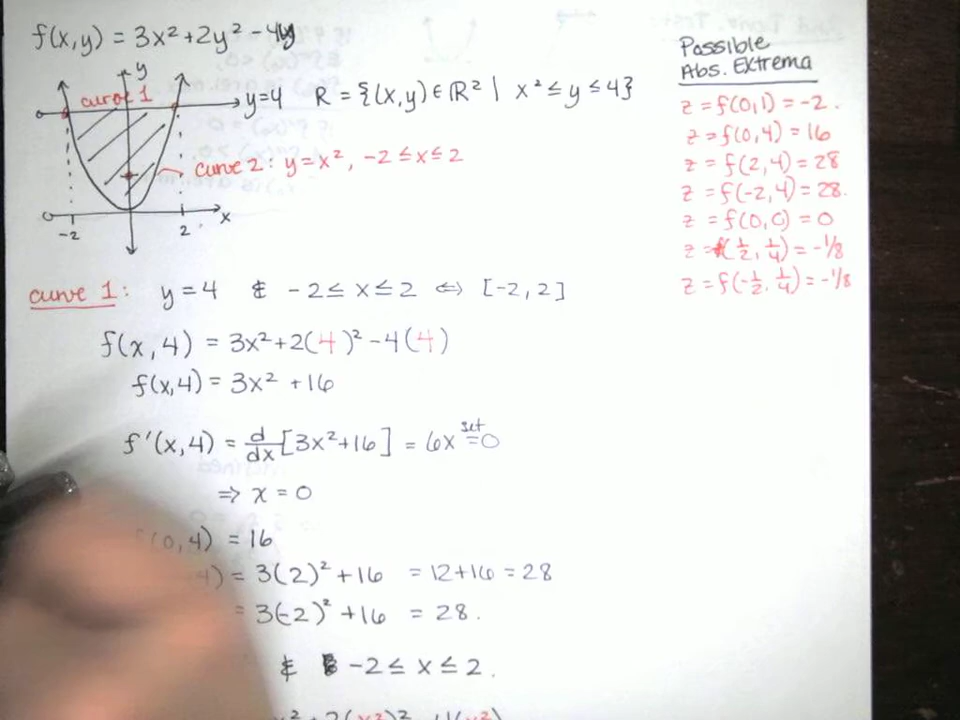 f(x,y) = 3x² + 2y² - 4y
Possible
Abs. Extrema
y
curve 1
y=4
R = {(x,y) ∈ ℝ² | x² ≤ y ≤ 4}
curve 2: y = x², -2 ≤ x ≤ 2
x
-2
2
z = f(0,1) = -2.
z = f(0,4) = 16
z = f(2,4) = 28
z = f(-2,4) = 28.
z = f(0,0) = 0
z = f(½, ¼) = -1/8
z = f(-½, ¼) = -1/8
curve 1: y = 4 & -2 ≤ x ≤ 2 ⇔ [-2, 2]
f(x,4) = 3x² + 2(4)² - 4(4)
f(x,4) = 3x² + 16
f'(x,4) = d/dx [3x² + 16] = 6x set = 0
⇒ x = 0
(0,4) = 16
4) = 3(2)² + 16 = 12 + 16 = 28
= 3(-2)² + 16 = 28.
& -2 ≤ x ≤ 2.